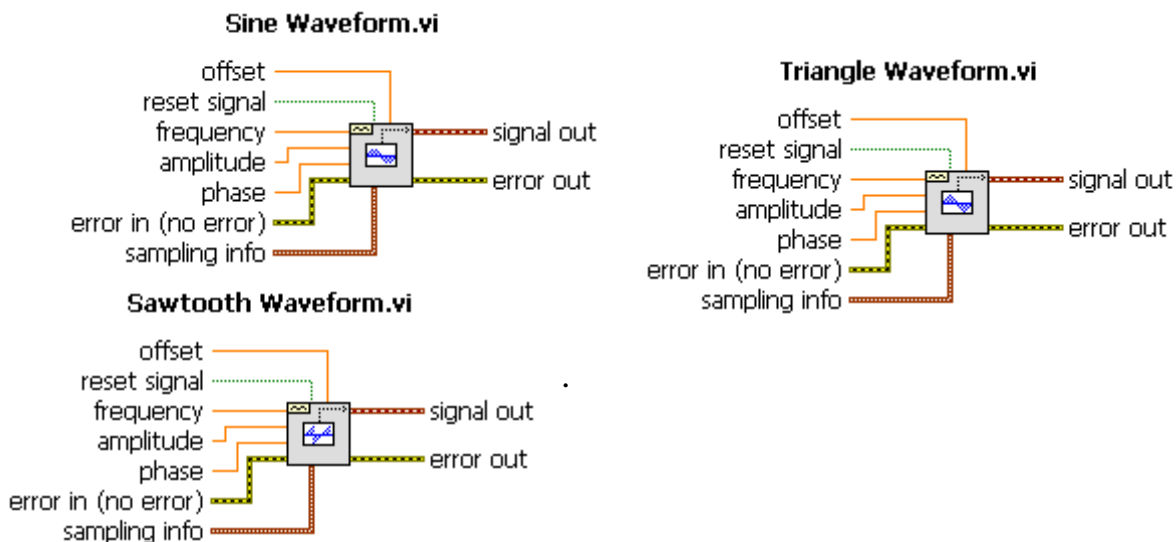 Sine Waveform.vi
offset
reset signal
frequency
amplitude
phase
error in (no error)
sampling info
signal out
error out
Triangle Waveform.vi
offset
reset signal
frequency
amplitude
phase
error in (no error)
sampling info
signal out
error out
Sawtooth Waveform.vi
offset
reset signal
frequency
amplitude
phase
error in (no error)
sampling info
signal out
error out
.